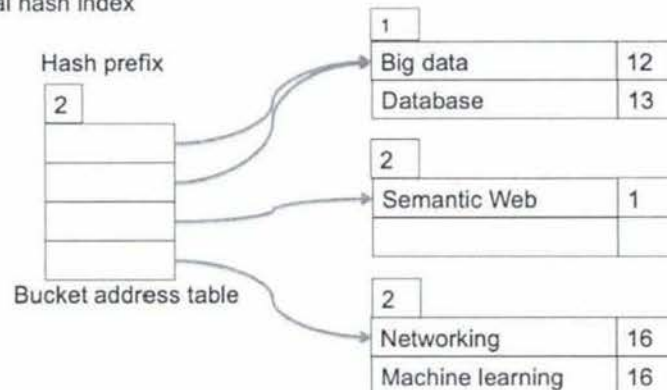 hash index
Hash prefix
2
Bucket address table
1
Big data 12
Database 13
2
Semantic Web 1
2
Networking 16
Machine learning 16